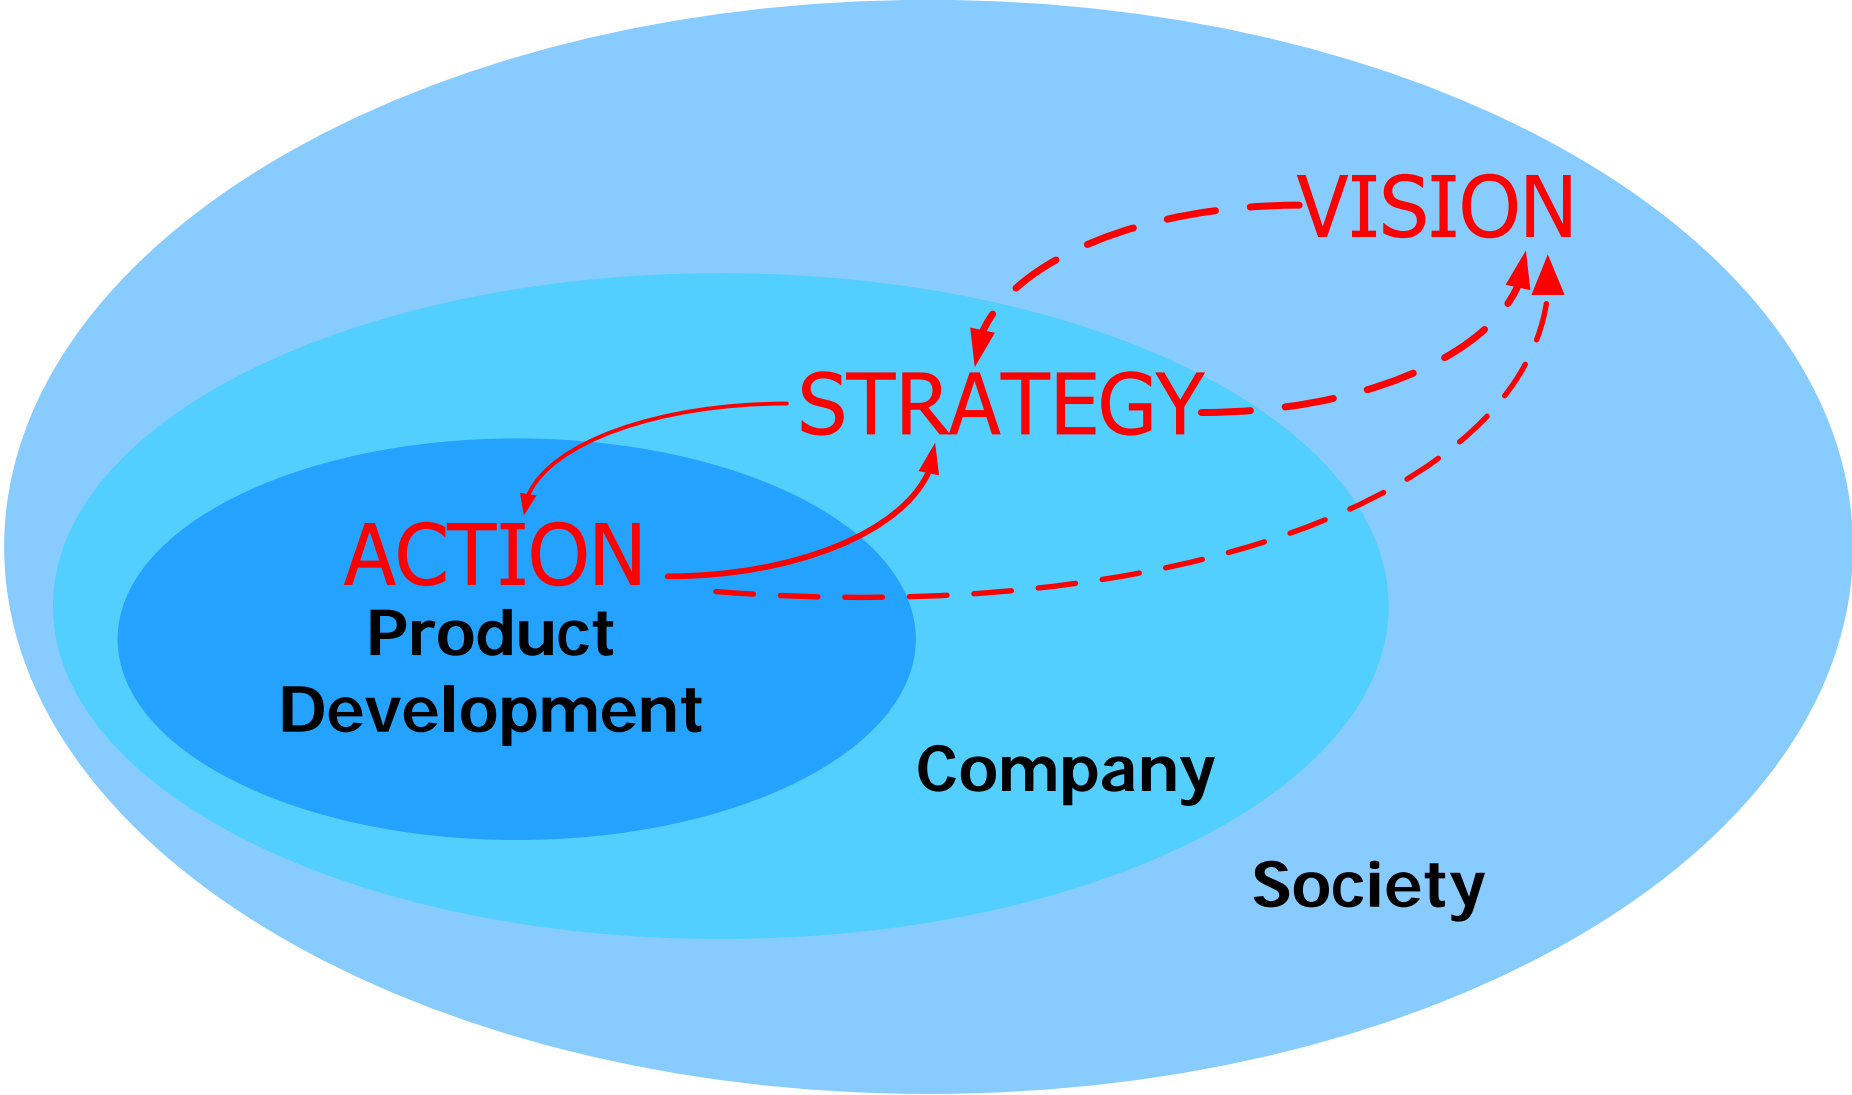 VISION
STRATEGY
ACTION
Product
Development
Company
Society